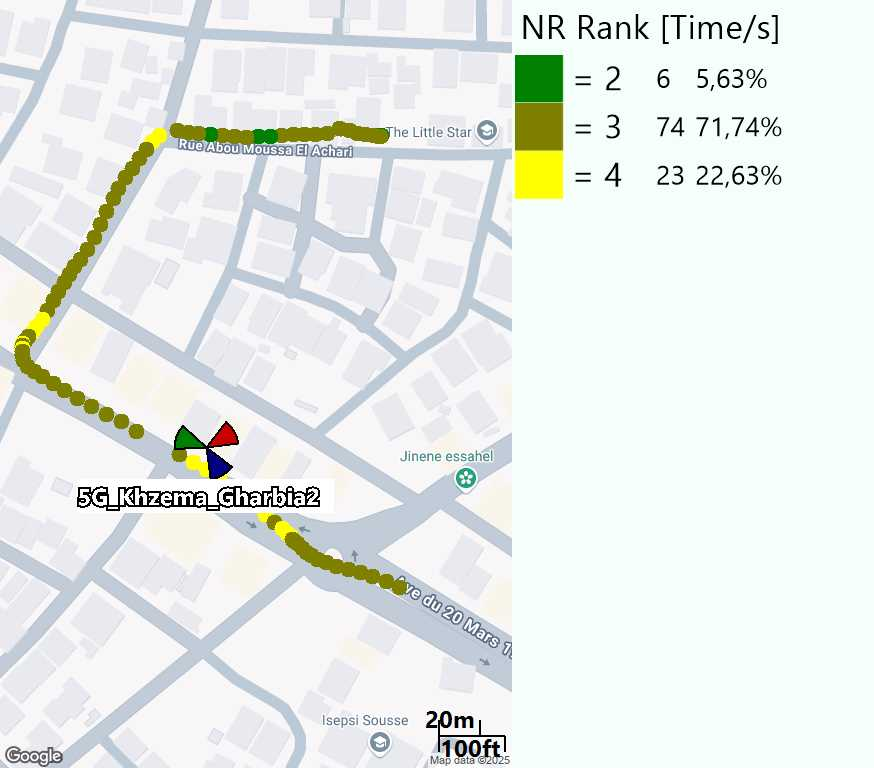 NR Rank [Time/s]
= 2 6 5,63%
= 3 74 71,74%
= 4 23 22,63%
The Little Star
Rue Abou Moussa El Achari
Jinene essahel
5G_Khzema_Gharbia2
Ave du 20 Mars 1
Isepsi Sousse
20m
100ft
Google
Map data ©2025